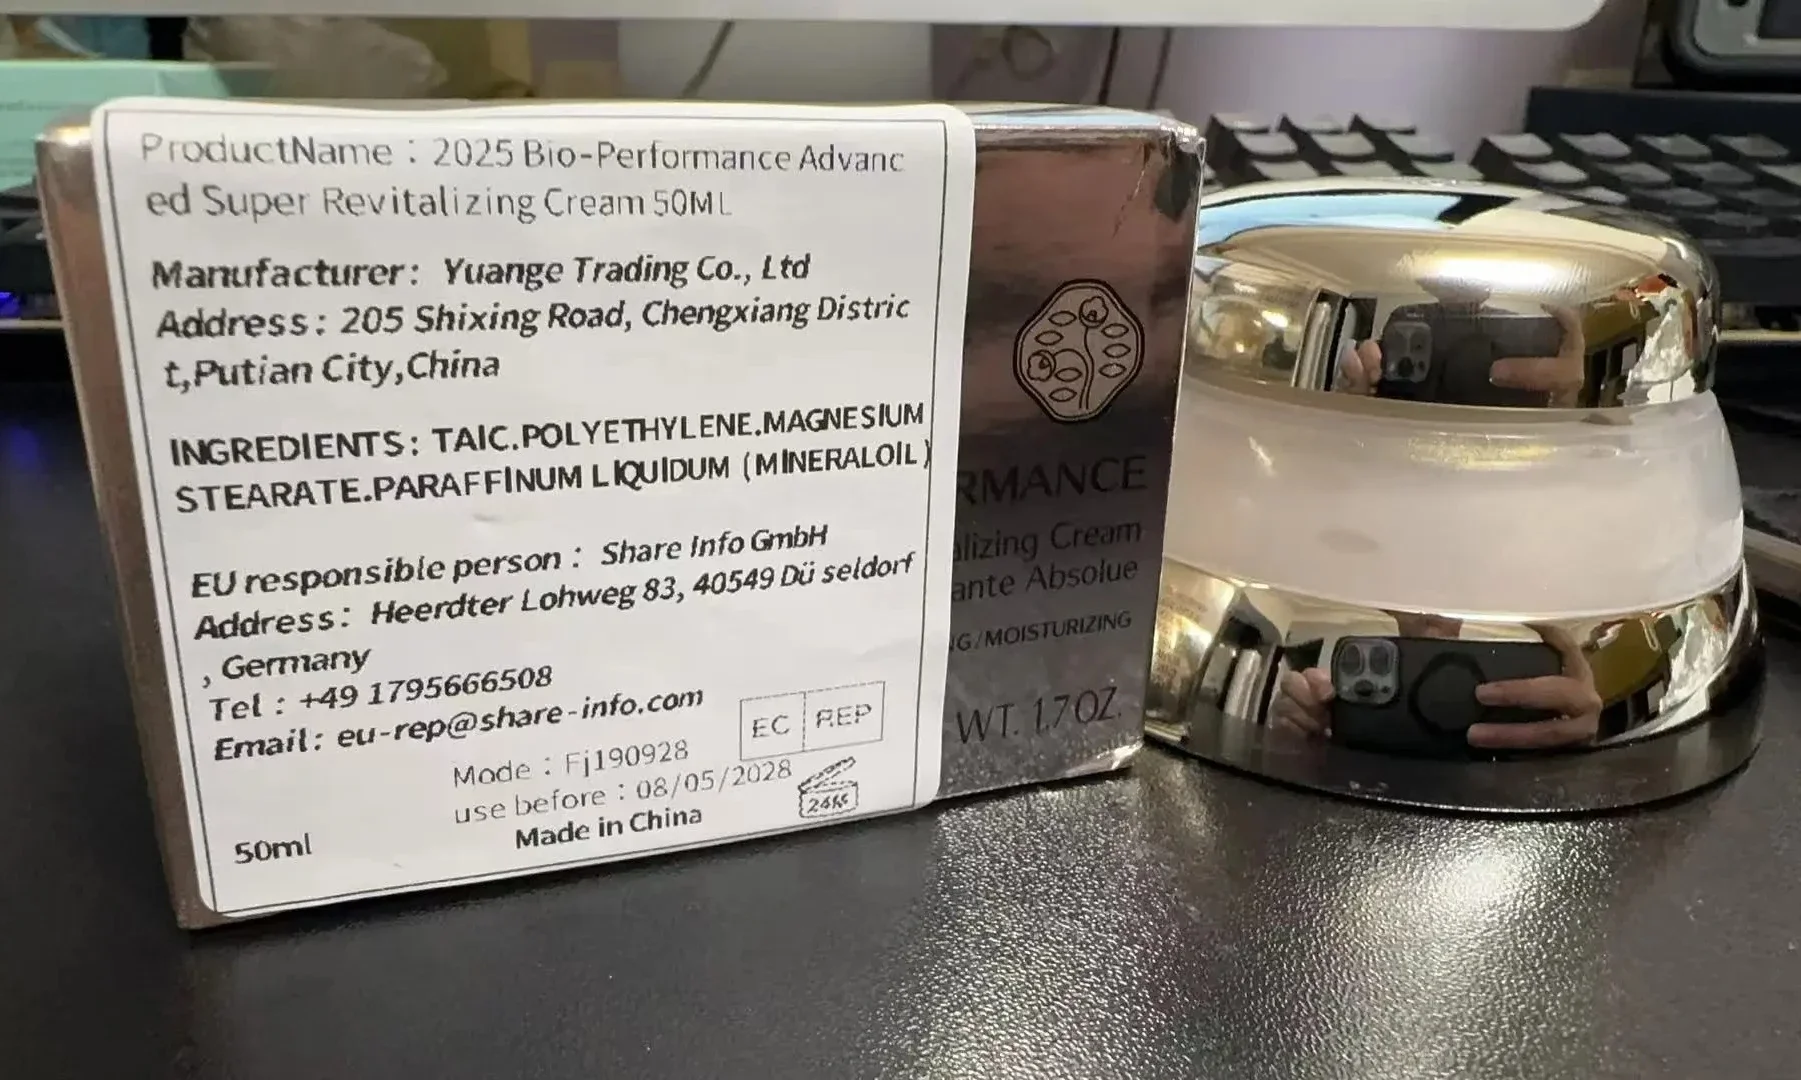 ProductName：2025 Bio-Performance Advanc
ed Super Revitalizing Cream 50ML
Manufacturer: Yuange Trading Co., Ltd
Address: 205 Shixing Road, Chengxiang Distric
t,Putian City,China
INGREDIENTS: TAIC.POLYETHYLENE.MAGNESIUM
STEARATE.PARAFFINUM LIQUIDUM (MINERALOIL)
EU responsible person： Share Info GmbH
Address: Heerdter Lohweg 83, 40549 Dü seldorf
, Germany
Tel：+49 1795666508
Email: eu-rep@share-info.com
EC REP
Mode：Fj190928
use before：08/05/2028
Made in China
50ml
RMANCE
lizing Cream
ante Absolue
G/MOISTURIZING
WT. 1.7 OZ.